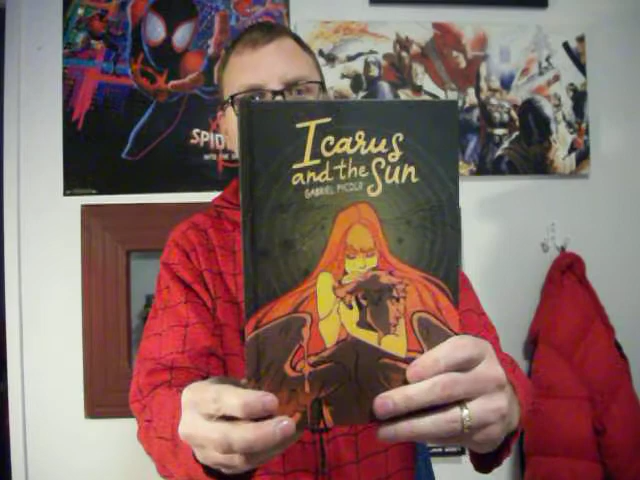 SPID
Icarus
and the
Sun
GABRIEL PICOLO